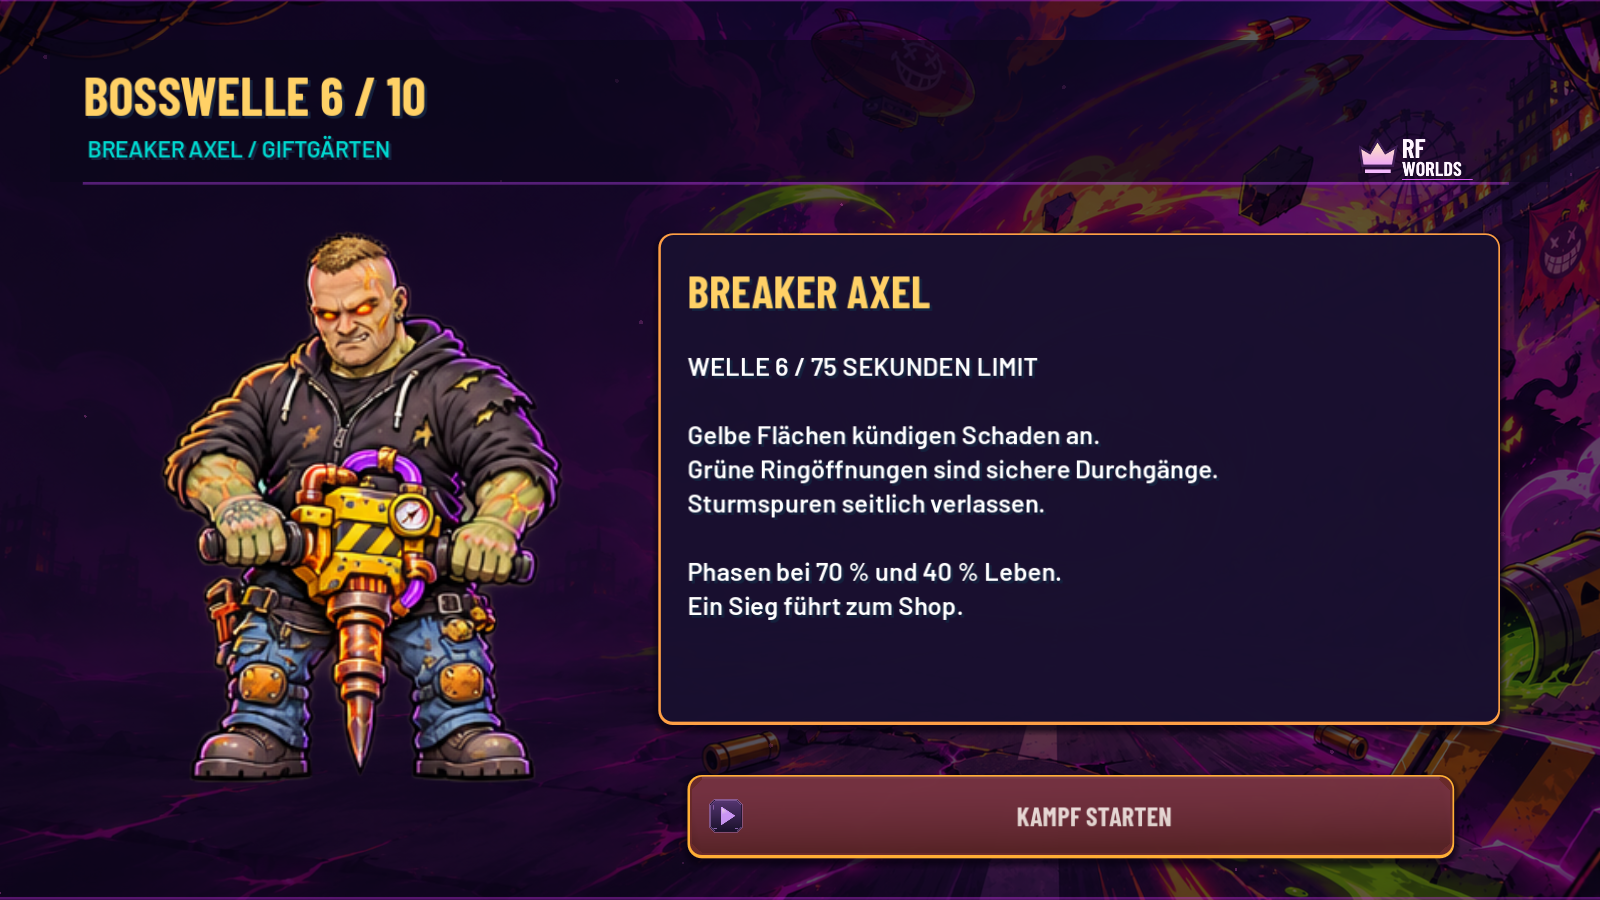 BOSSWELLE 6 / 10
BREAKER AXEL / GIFTGÄRTEN
RF
WORLDS
BREAKER AXEL
WELLE 6 / 75 SEKUNDEN LIMIT
Gelbe Flächen kündigen Schaden an.
Grüne Ringöffnungen sind sichere Durchgänge.
Sturmspuren seitlich verlassen.
Phasen bei 70 % und 40 % Leben.
Ein Sieg führt zum Shop.
KAMPF STARTEN